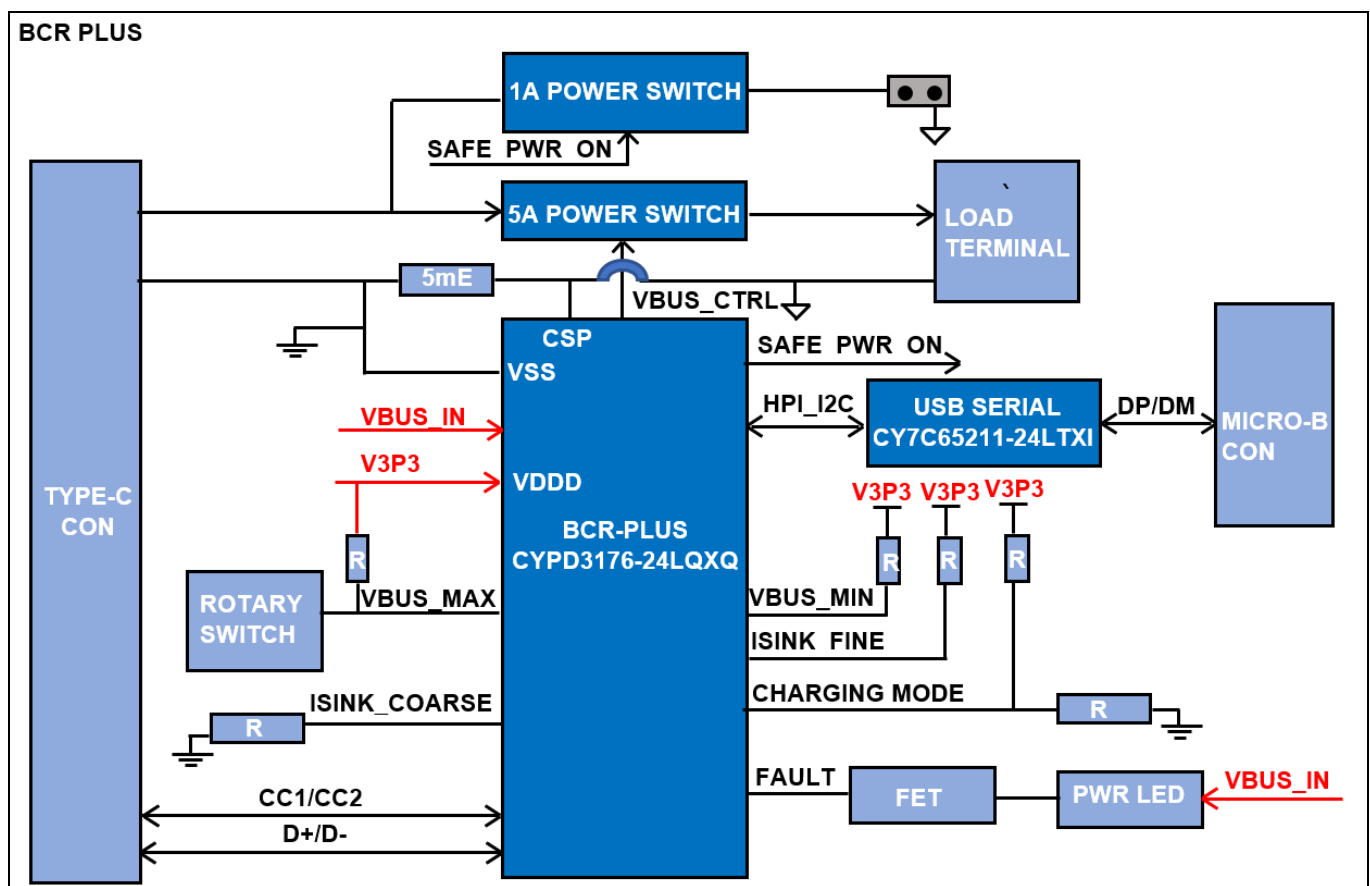 BCR PLUS
1A POWER SWITCH
SAFE PWR ON
5A POWER SWITCH
`
LOAD
TERMINAL
5mE
VBUS_CTRL
CSP
VSS
SAFE PWR ON
VBUS_IN
HPI_I2C
USB SERIAL
CY7C65211-24LTXI
DP/DM
MICRO-B
CON
V3P3
VDDD
V3P3
V3P3
V3P3
TYPE-C
CON
BCR-PLUS
CYPD3176-24LQXQ
R
R
R
R
ROTARY
SWITCH
VBUS_MAX
VBUS_MIN
ISINK FINE
ISINK_COARSE
R
CHARGING MODE
R
FAULT
FET
PWR LED
VBUS_IN
CC1/CC2
D+/D-